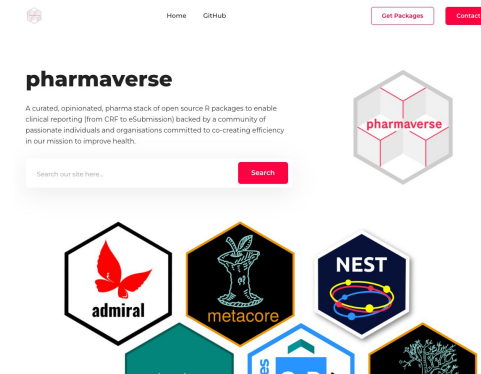 Home GitHub Get Packages Contact
pharmaverse
A curated, opinionated, pharma stack of open source R packages to enable
clinical reporting (from CRF to eSubmission) backed by a community of
passionate individuals and organisations committed to co-creating efficiency
in our mission to improve health.
Search our site here...
Search
pharmaverse
admiral
metacore
NEST